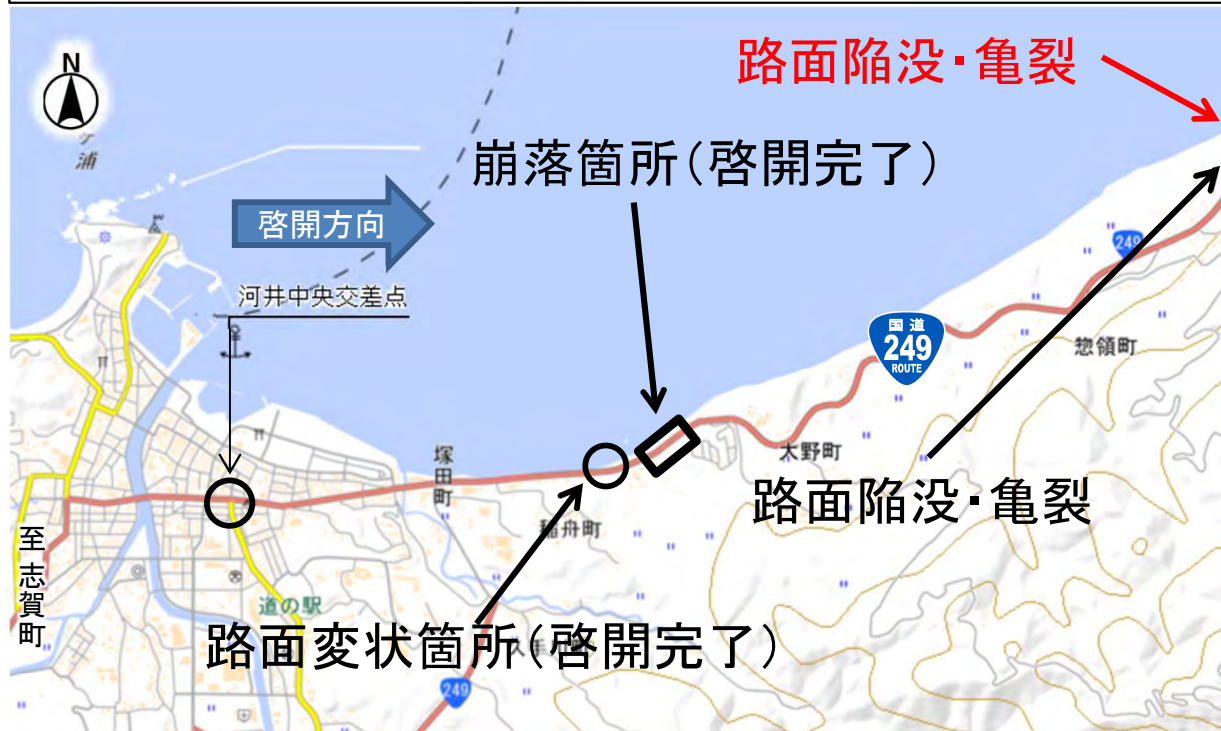 路面陥没・亀裂
N
ケ
浦
崩落箇所(啓開完了)
啓開方向
249
河井中央交差点
国道
249
ROUTE
惣領町
塚田町
太野町
稲舟町
路面陥没・亀裂
至 志賀町
道の駅
路面変状箇所(啓開完了)
249